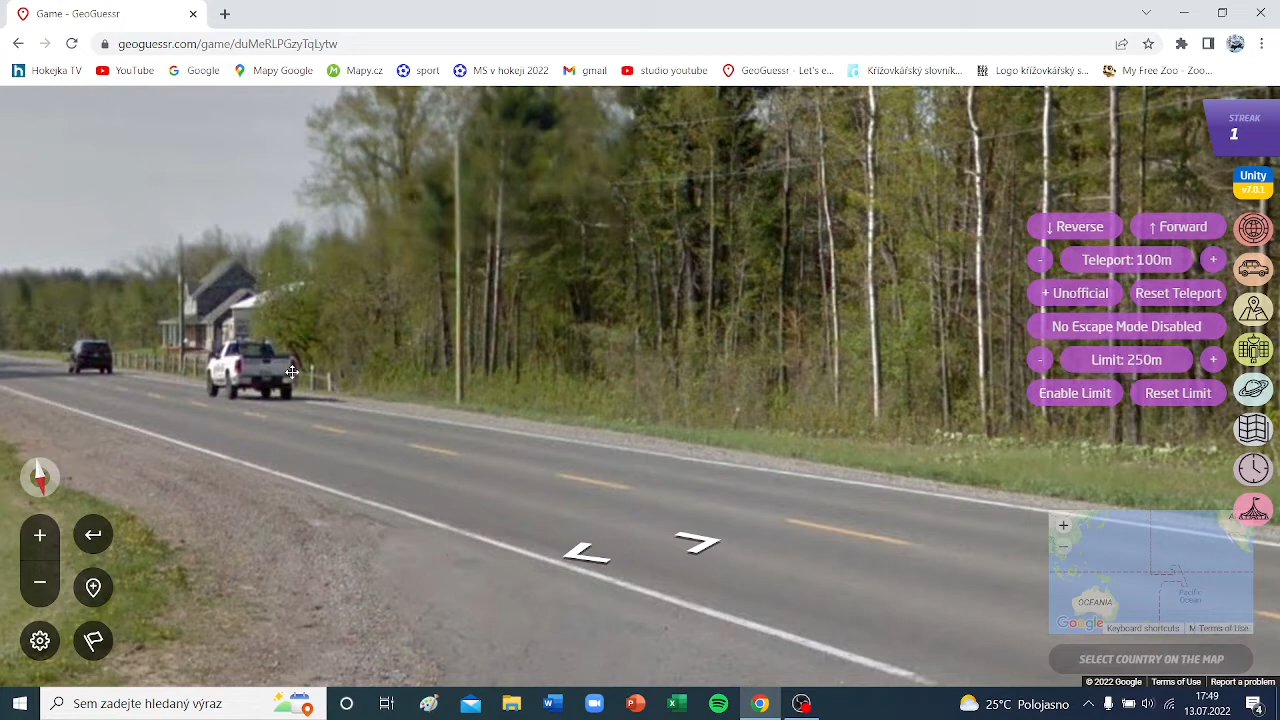 Game - GeoGuessr
geoguessr.com/game/duMeRLPGzyTqLytw
Hokejka TV
YouTube
Google
Mapy Google
Mapy.cz
sport
MS v hokeji 2022
gmail
studio youtube
GeoGuessr - Let's e...
Křížovkářský slovník...
Logo křížovkářský s...
Zoo...
STREAK
1
Unity
v7.0.1
↓ Reverse
↑ Forward
-
Teleport: 100m
+
+ Unofficial
Reset Teleport
No Escape Mode Disabled
-
Limit: 250m
+
Enable Limit
Reset Limit
+
−
Pacific
Ocean
OCEANIA
Google
Keyboard shortcuts
Terms of Use
SELECT COUNTRY ON THE MAP
© 2022 Google
Terms of Use
Report a problem
Sem zadejte hledaný výraz
25°C Polojasno
17:49
13.07.2022